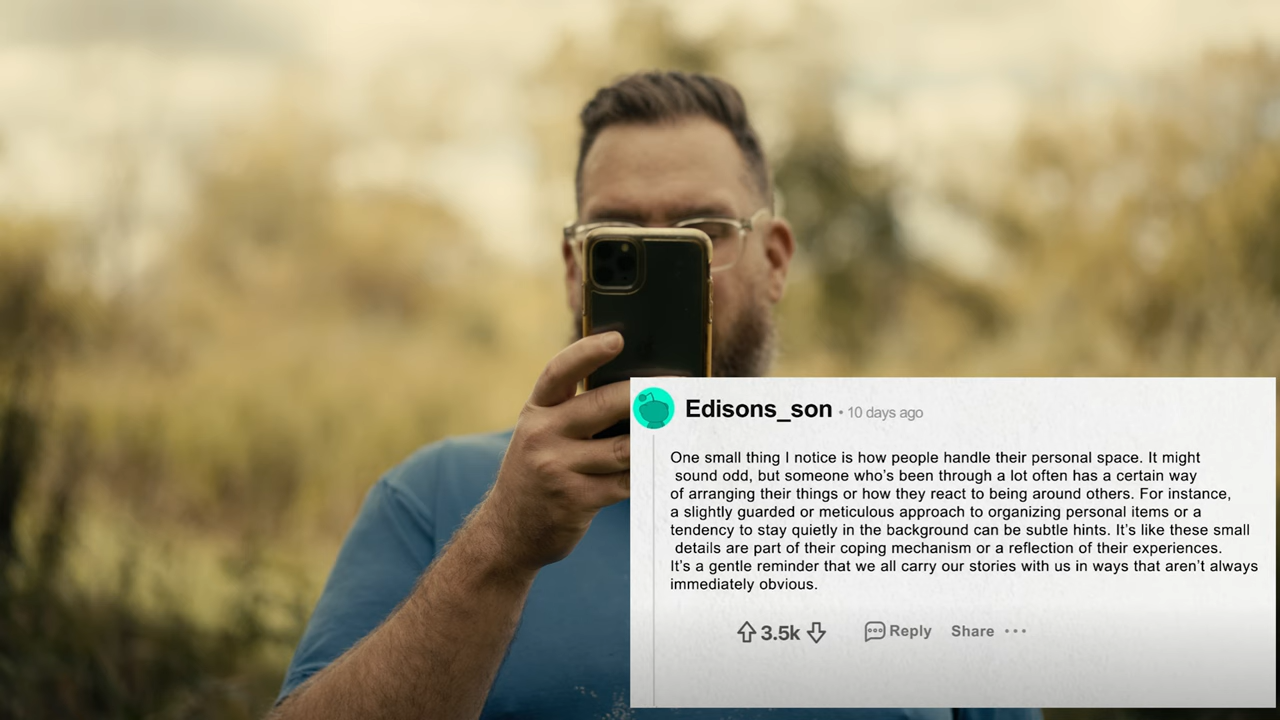 Edisons_son • 10 days ago
One small thing I notice is how people handle their personal space. It might
sound odd, but someone who's been through a lot often has a certain way
of arranging their things or how they react to being around others. For instance,
a slightly guarded or meticulous approach to organizing personal items or a
tendency to stay quietly in the background can be subtle hints. It's like these small
details are part of their coping mechanism or a reflection of their experiences.
It's a gentle reminder that we all carry our stories with us in ways that aren't always
immediately obvious.
3.5k Reply Share •••